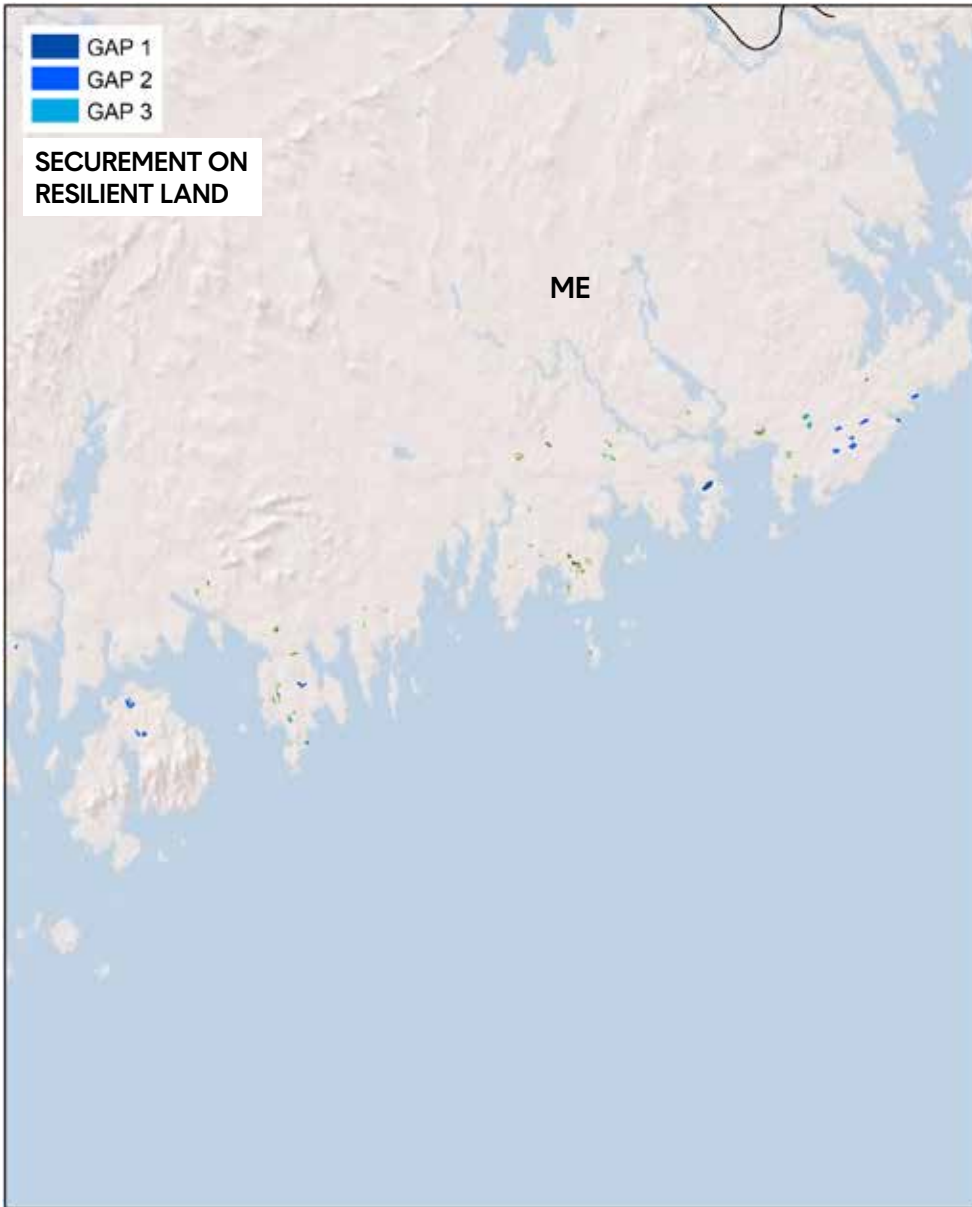 GAP 1
GAP 2
GAP 3
SECUREMENT ON
RESILIENT LAND
ME